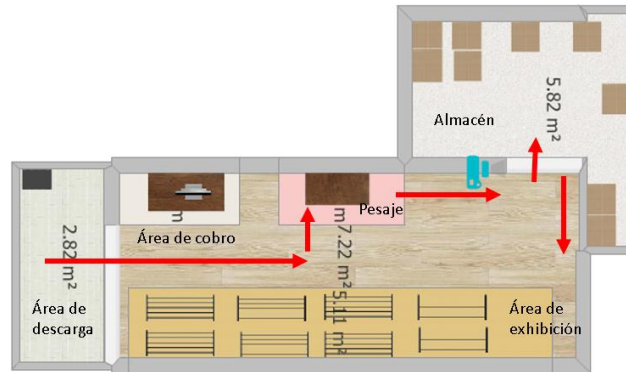 Almacén
5.82 m²
Pesaje
m
Área de cobro
m7.22 m²
2.82 m²
5.11 m²
Área de
descarga
Área de
exhibición